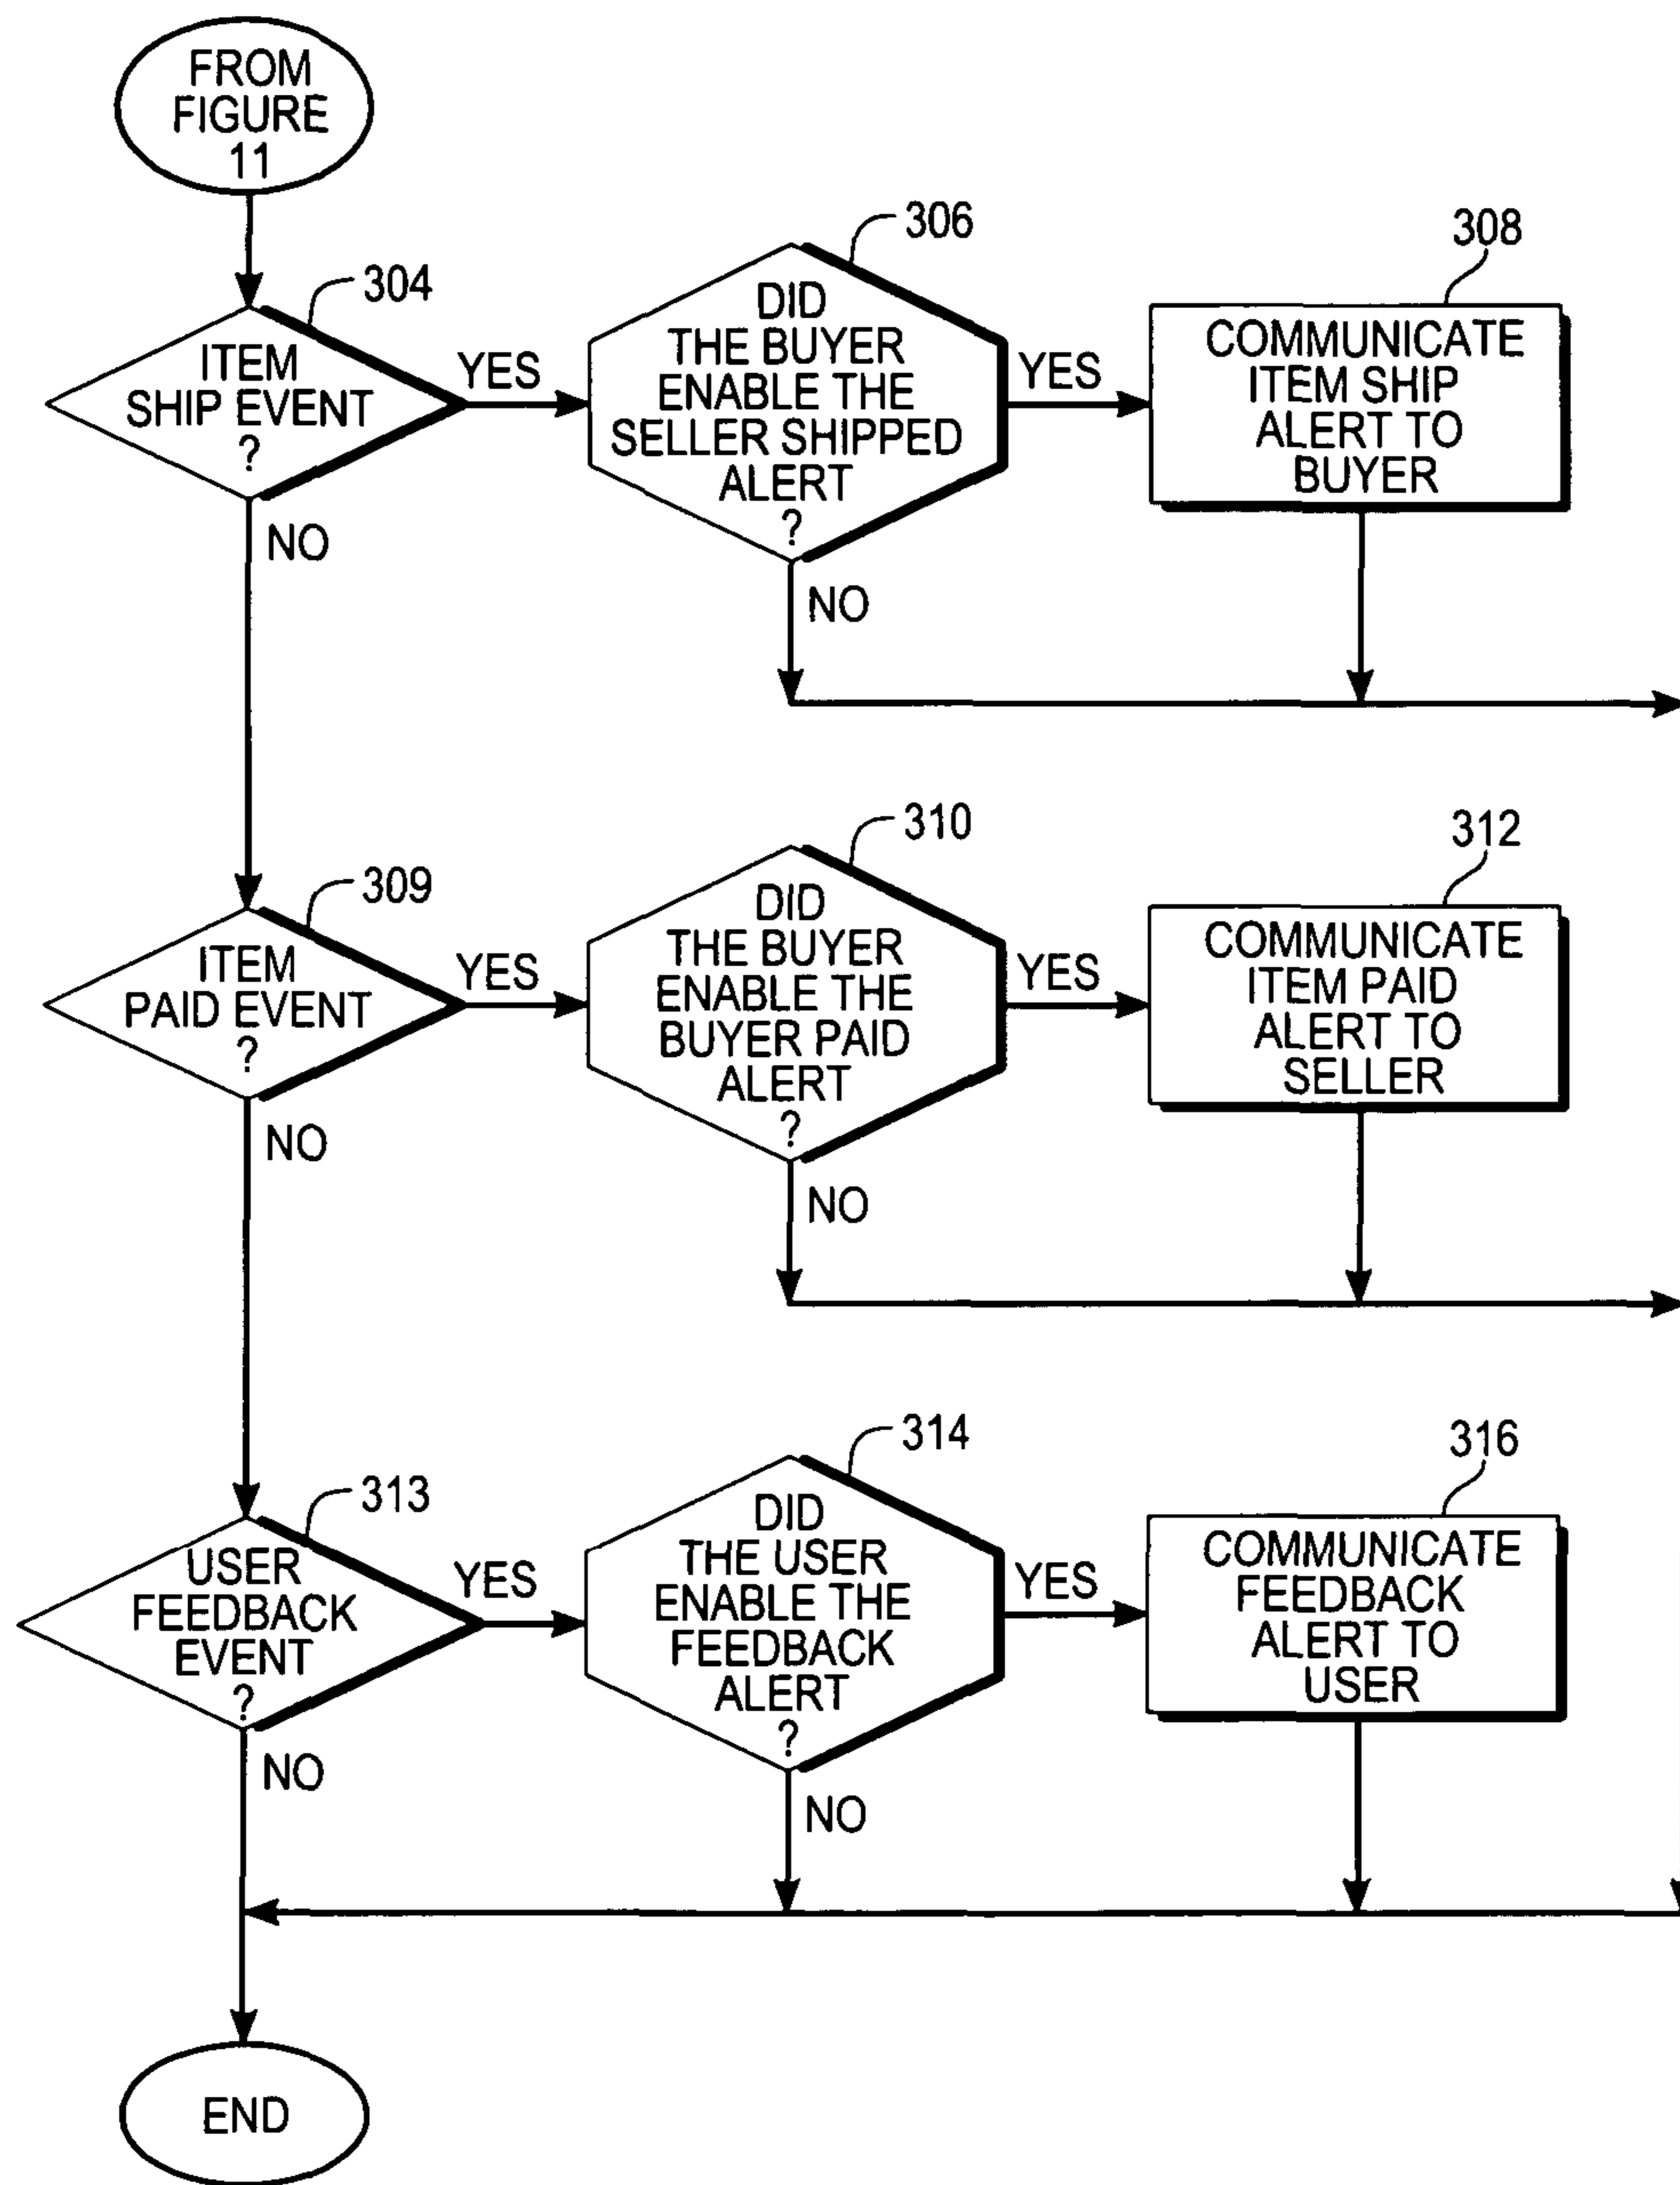 FROM
FIGURE
11
304
ITEM
SHIP EVENT
?
YES
NO
306
DID
THE BUYER
ENABLE THE
SELLER SHIPPED
ALERT
?
YES
NO
308
COMMUNICATE
ITEM SHIP
ALERT TO
BUYER
309
ITEM
PAID EVENT
?
YES
NO
310
DID
THE BUYER
ENABLE THE
BUYER PAID
ALERT
?
YES
NO
312
COMMUNICATE
ITEM PAID
ALERT TO
SELLER
313
USER
FEEDBACK
EVENT
?
YES
NO
314
DID
THE USER
ENABLE THE
FEEDBACK
ALERT
?
YES
NO
316
COMMUNICATE
FEEDBACK
ALERT TO
USER
END